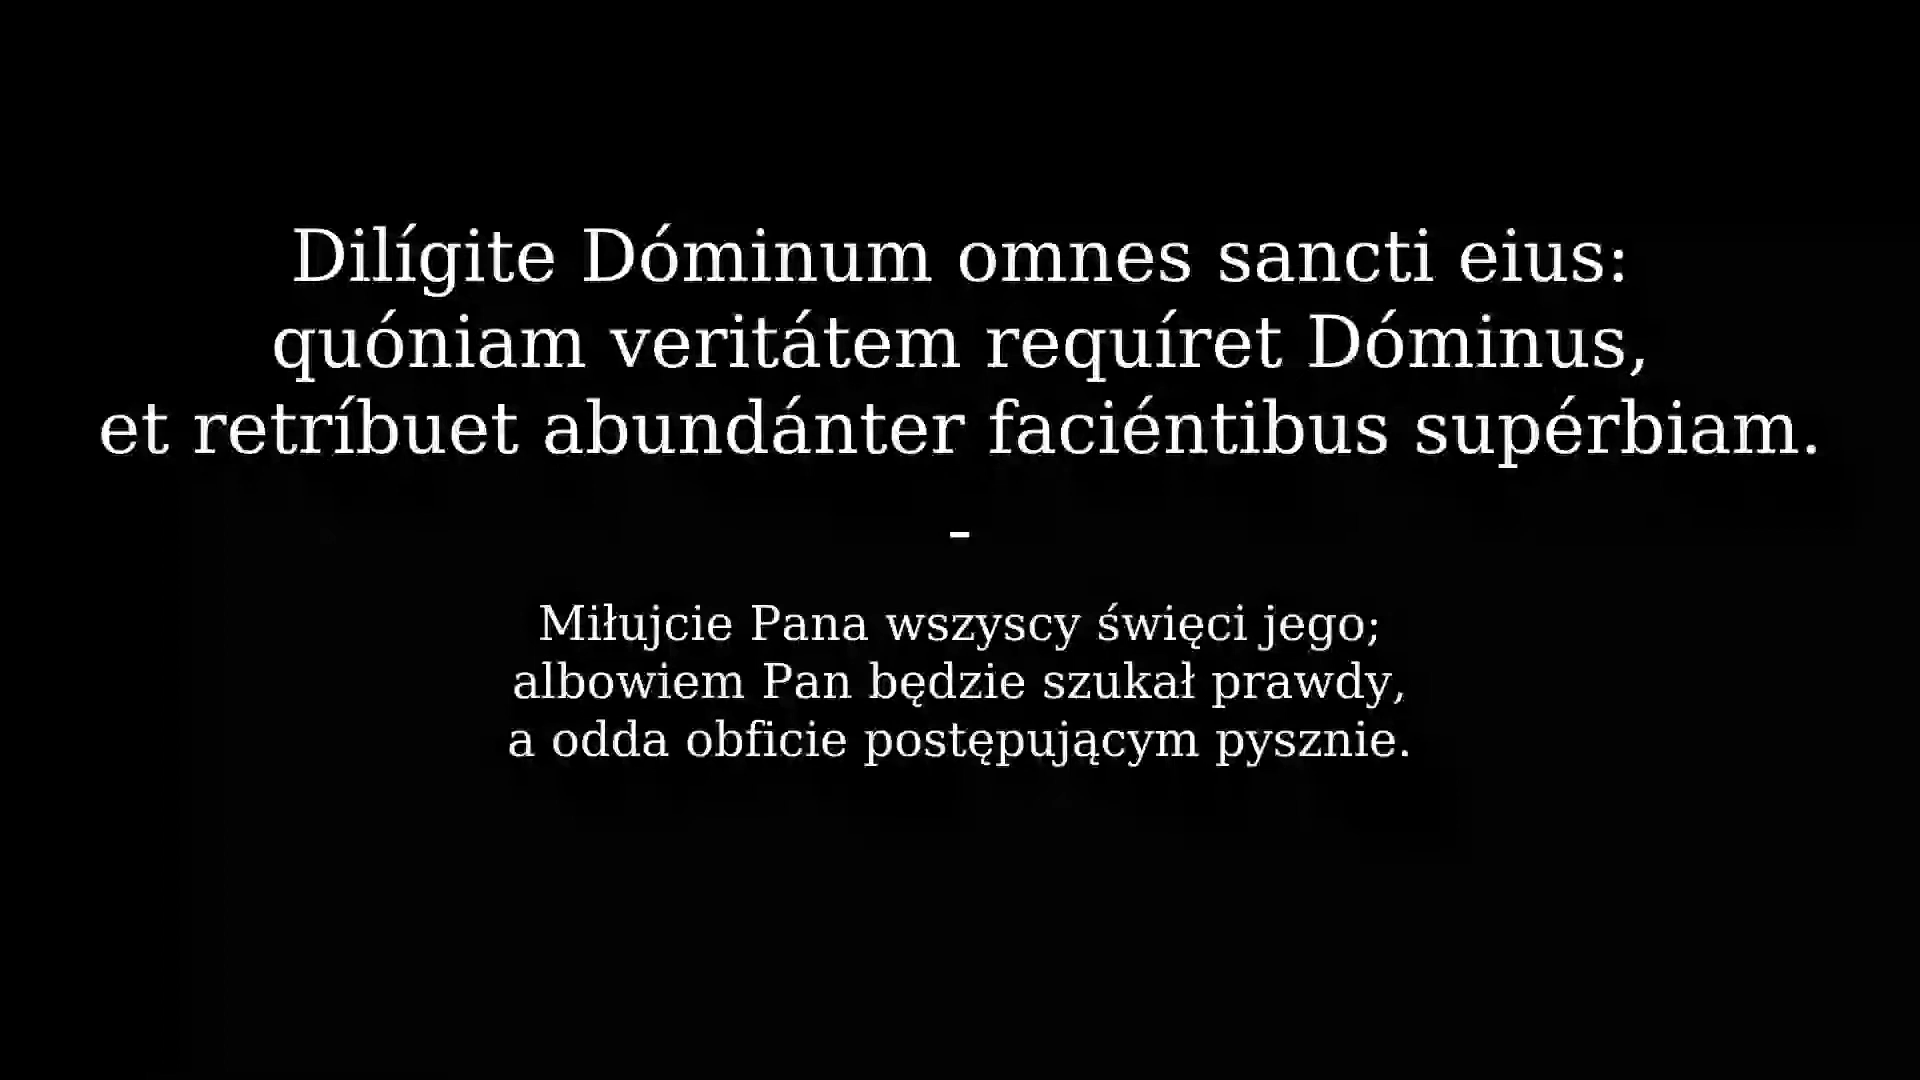 Dilígite Dóminum omnes sancti eius:
quóniam veritátem requíret Dóminus,
et retríbuet abundánter faciéntibus supérbiam.
-
Miłujcie Pana wszyscy święci jego;
albowiem Pan będzie szukał prawdy,
a odda obficie postępującym pysznie.